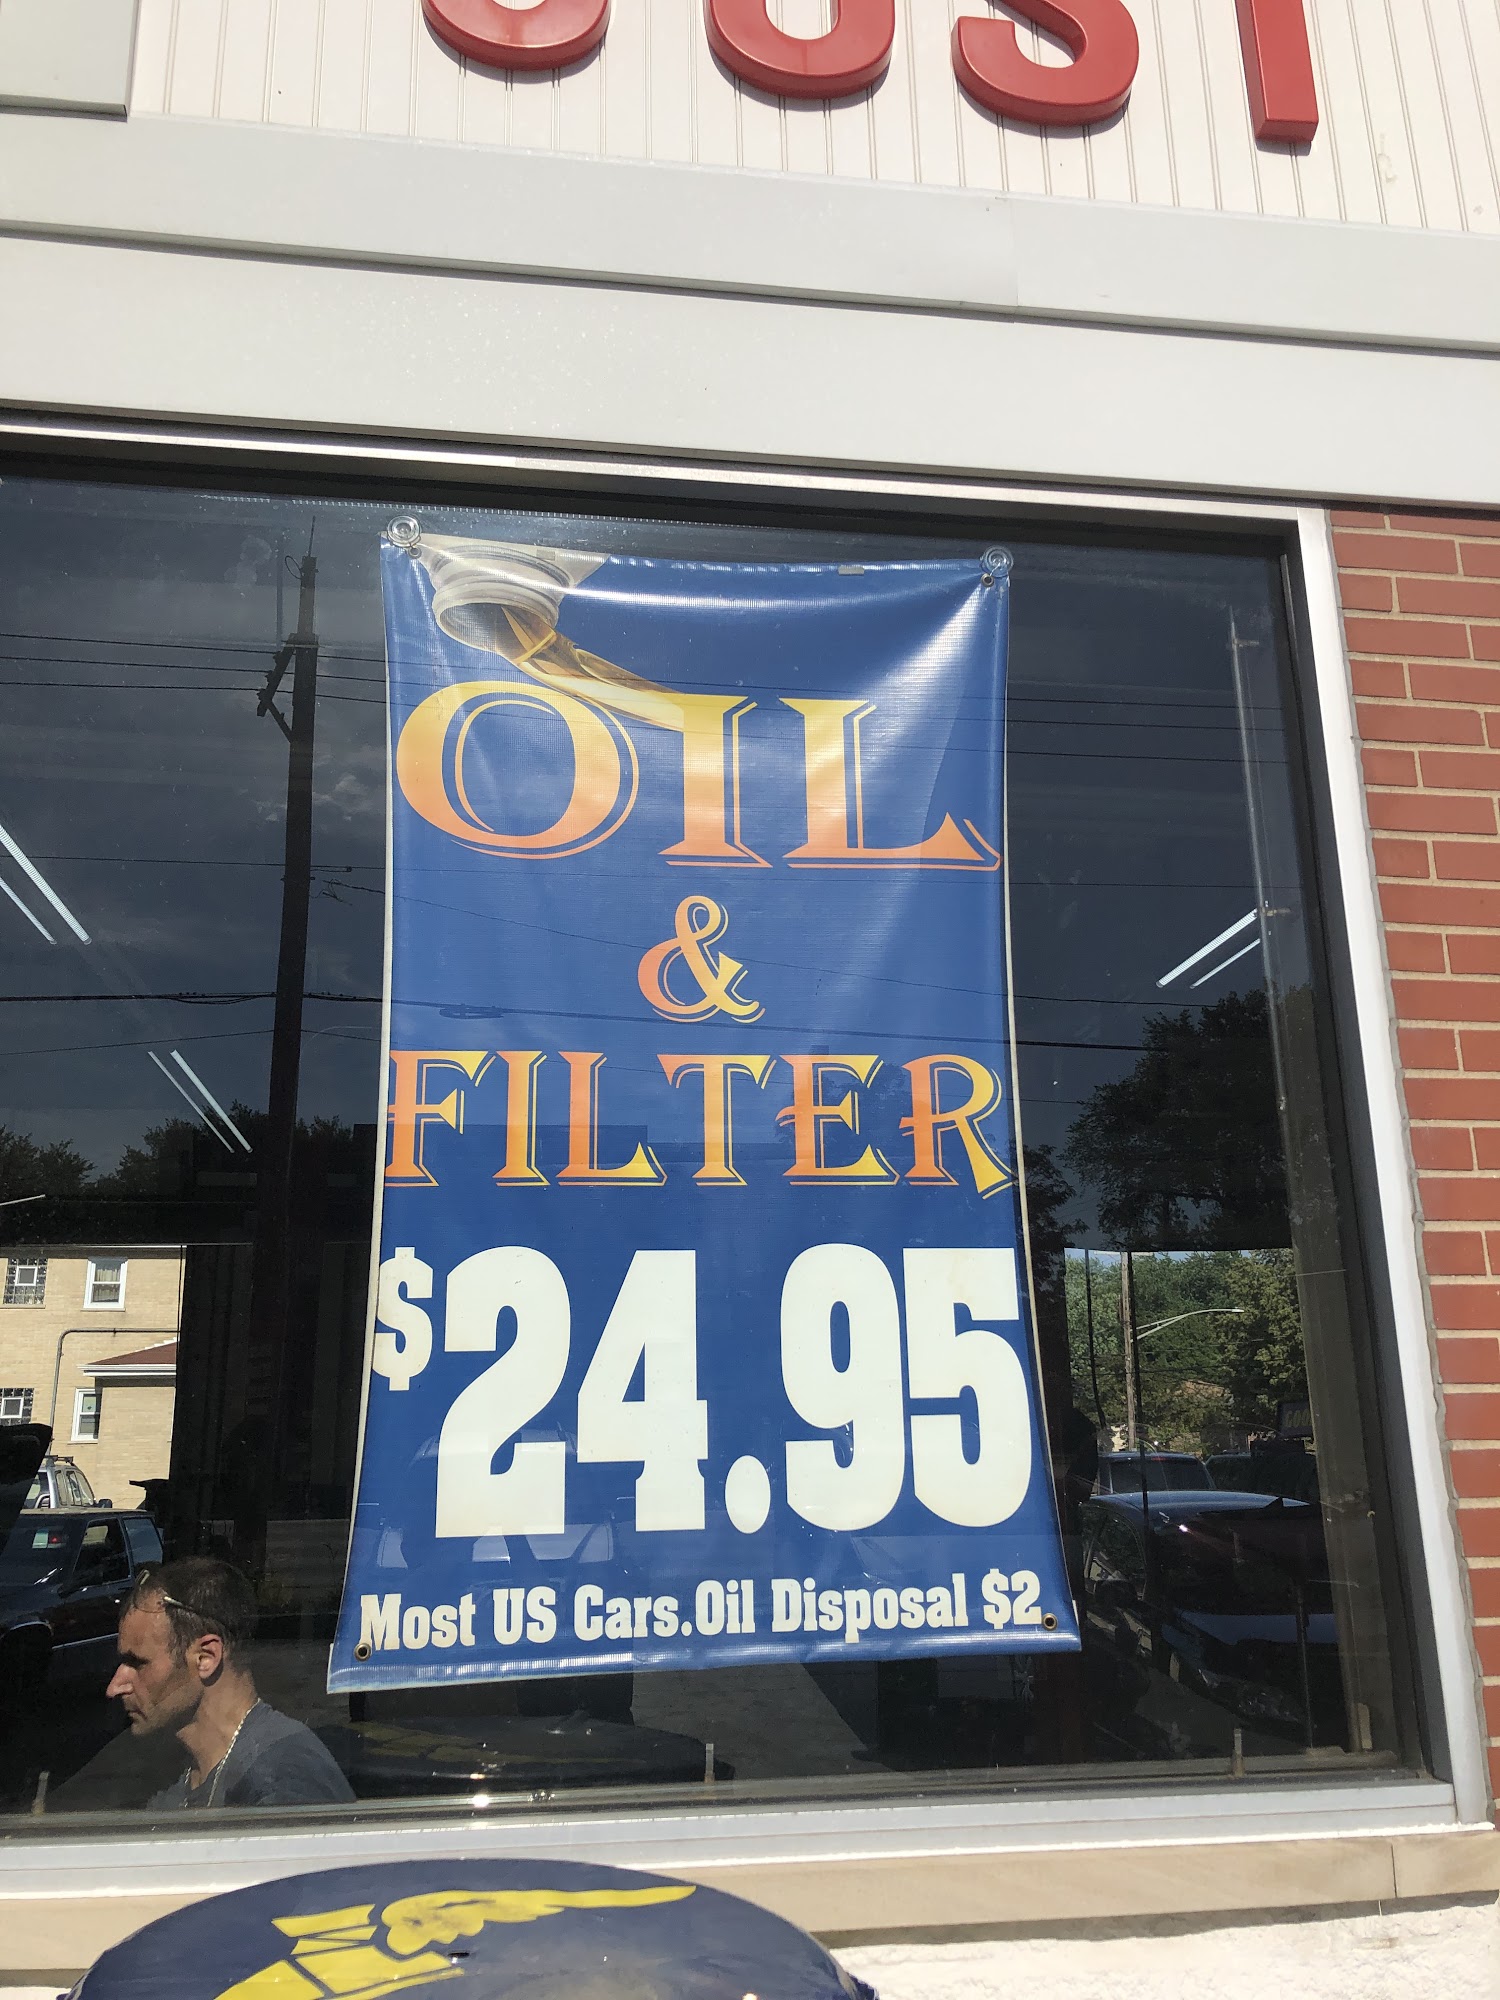 OIL
&
FILTER
$24.95
Most US Cars.Oil Disposal $2